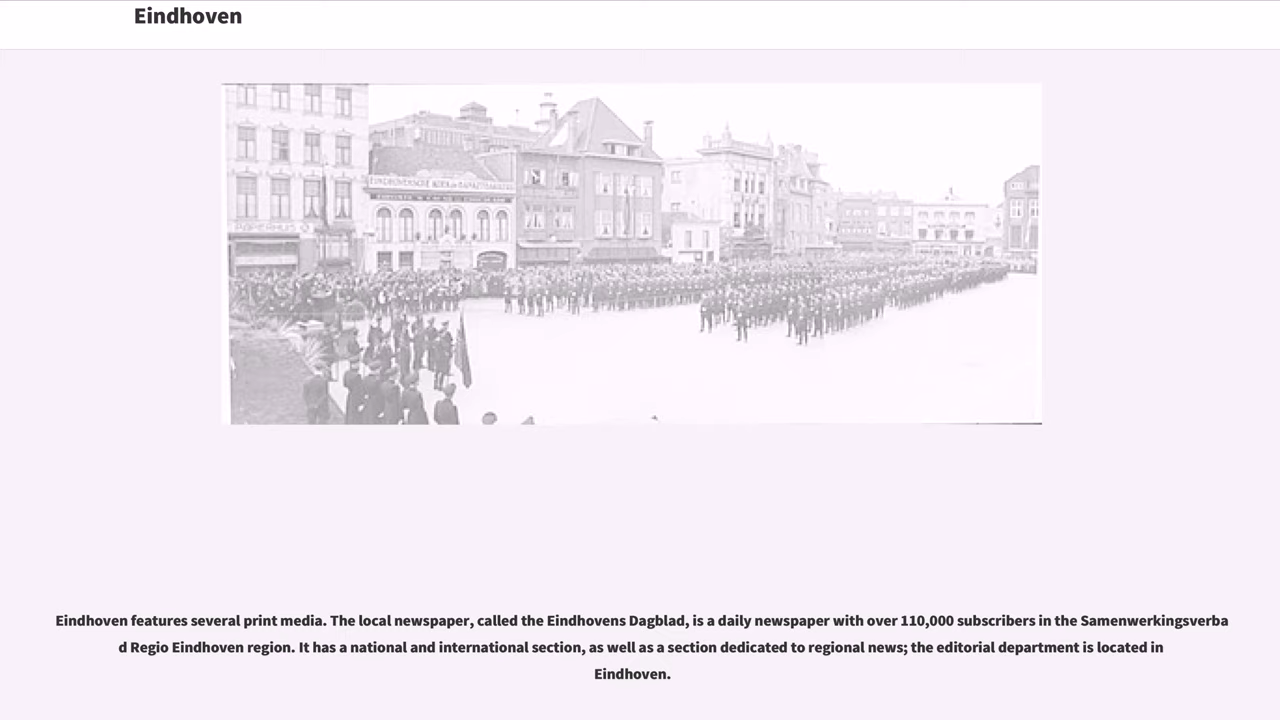 Eindhoven
Eindhoven features several print media. The local newspaper, called the Eindhovens Dagblad, is a daily newspaper with over 110,000 subscribers in the Samenwerkingsverba
d Regio Eindhoven region. It has a national and international section, as well as a section dedicated to regional news; the editorial department is located in
Eindhoven.